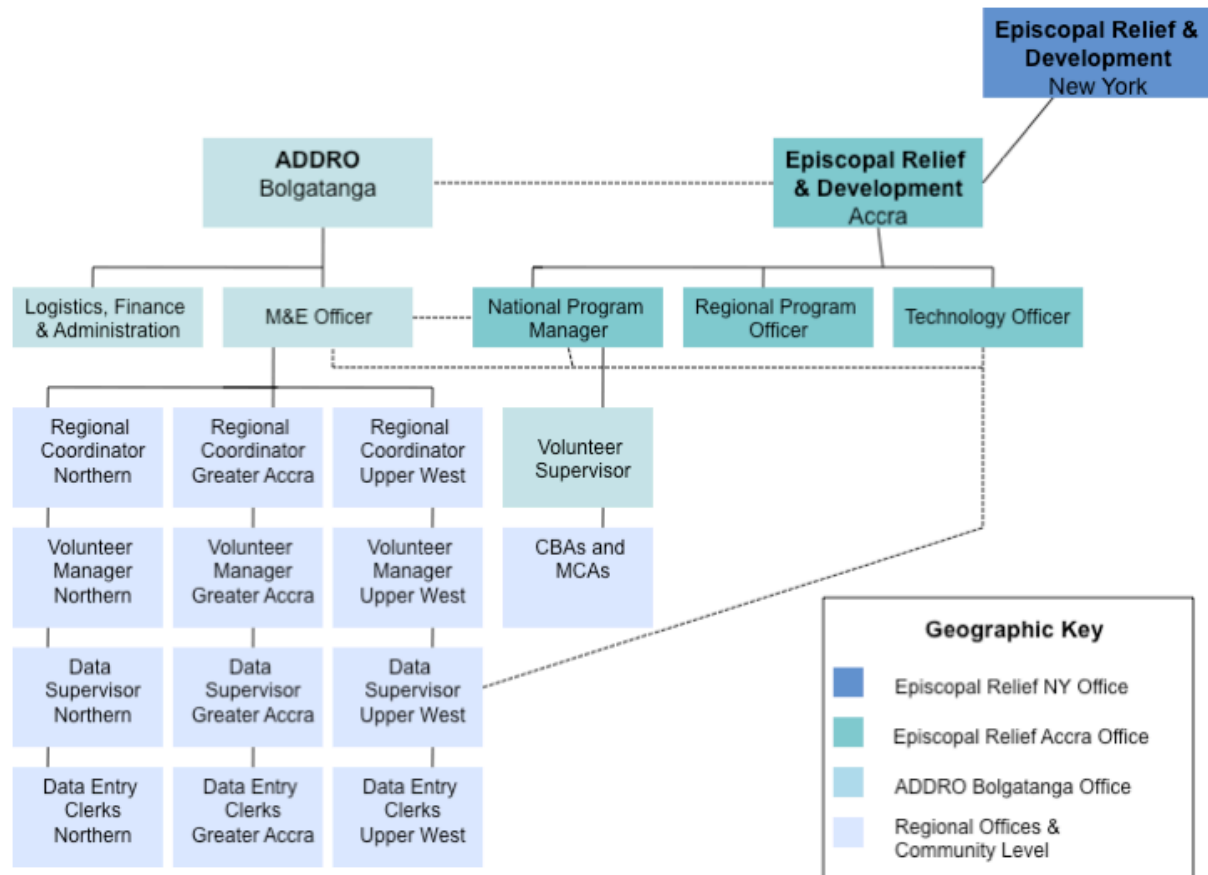 Episcopal Relief &
Development
New York
ADDRO
Bolgatanga
Episcopal Relief
& Development
Accra
Logistics, Finance
& Administration
M&E Officer
National Program
Manager
Regional Program
Officer
Technology Officer
Regional
Coordinator
Northern
Regional
Coordinator
Greater Accra
Regional
Coordinator
Upper West
Volunteer
Supervisor
Volunteer
Manager
Northern
Volunteer
Manager
Greater Accra
Volunteer
Manager
Upper West
CBAs and
MCAs
Data
Supervisor
Northern
Data
Supervisor
Greater Accra
Data
Supervisor
Upper West
Data Entry
Clerks
Northern
Data Entry
Clerks
Greater Accra
Data Entry
Clerks
Upper West
Geographic Key
Episcopal Relief NY Office
Episcopal Relief Accra Office
ADDRO Bolgatanga Office
Regional Offices &
Community Level